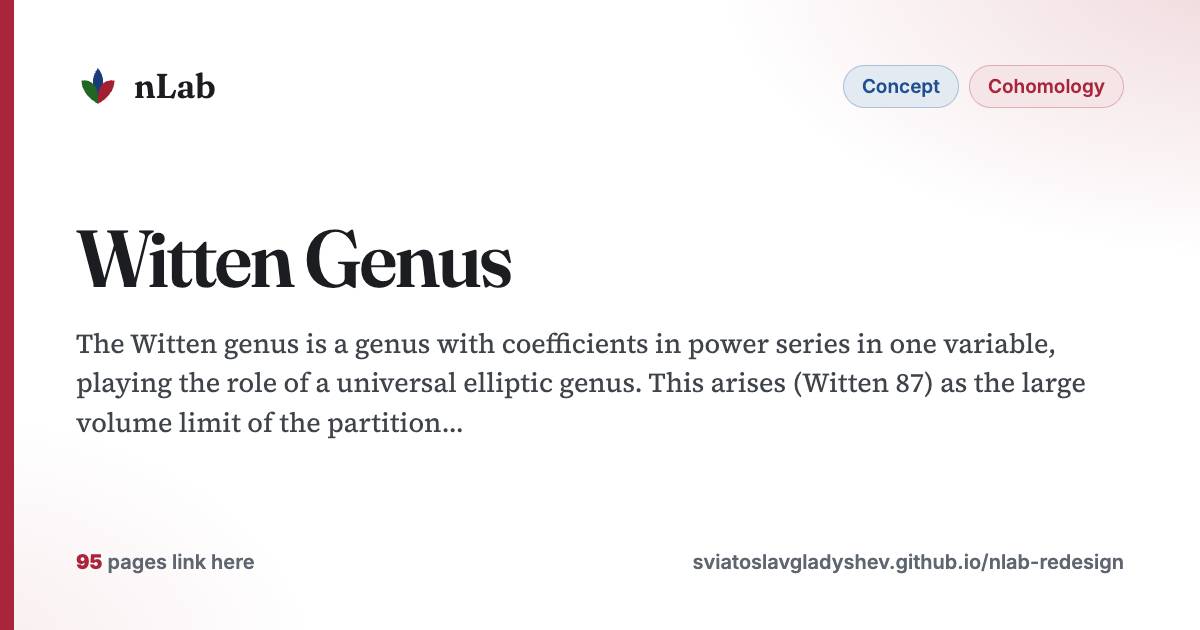 nLab
Concept
Cohomology
Witten Genus
The Witten genus is a genus with coefficients in power series in one variable,
playing the role of a universal elliptic genus. This arises (Witten 87) as the large
volume limit of the partition...
95 pages link here
sviatoslavgladyshev.github.io/nlab-redesign